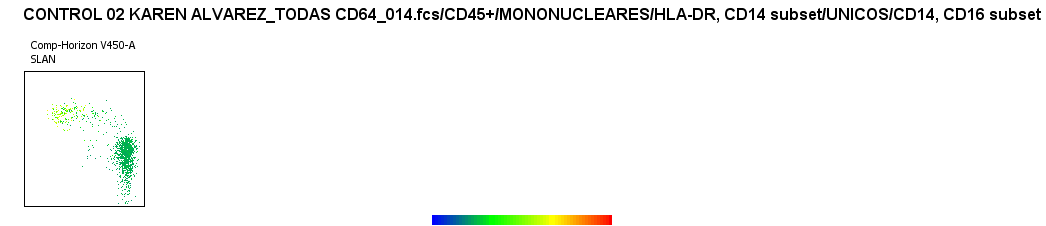 CONTROL 02 KAREN ALVAREZ_TODAS CD64_014.fcs/CD45+/MONONUCLEARES/HLA-DR, CD14 subset/UNICOS/CD14, CD16 subset
Comp-Horizon V450-A
SLAN